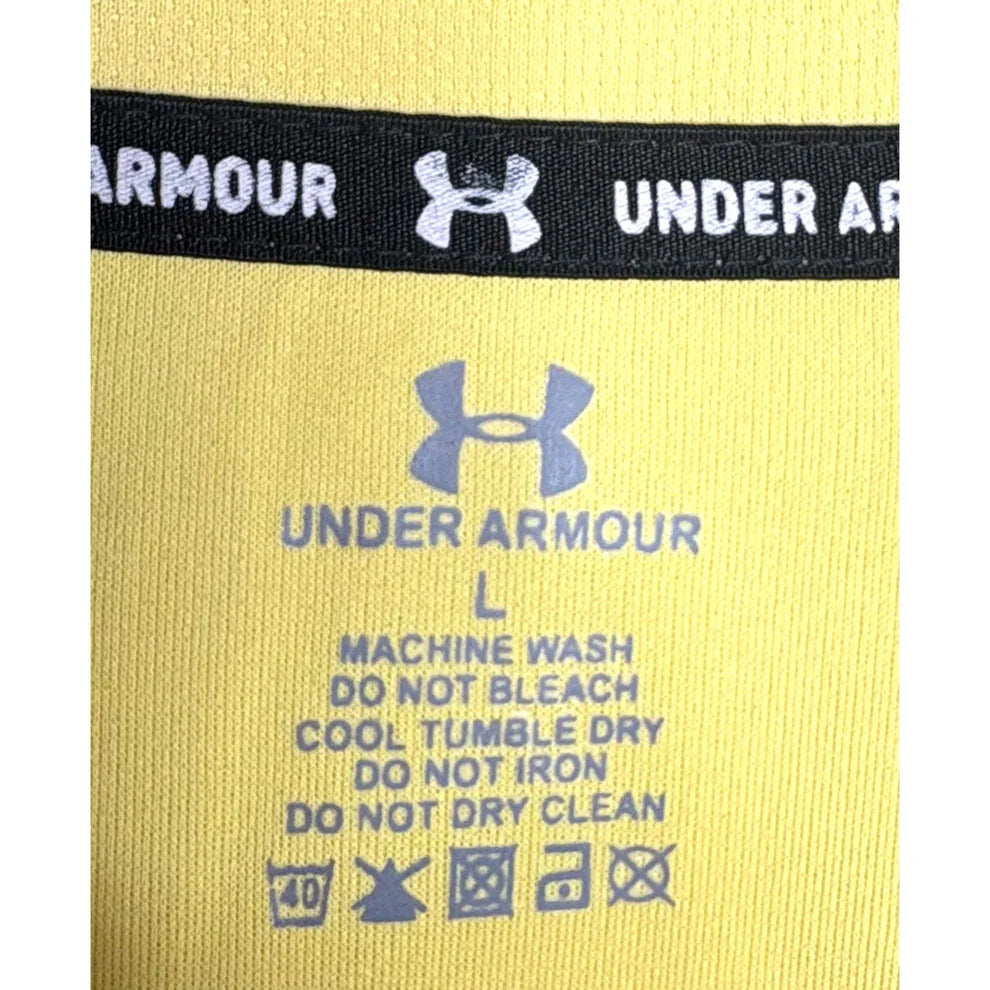 ARMOUR UNDER AR
UNDER ARMOUR
L
MACHINE WASH
DO NOT BLEACH
COOL TUMBLE DRY
DO NOT IRON
DO NOT DRY CLEAN
40